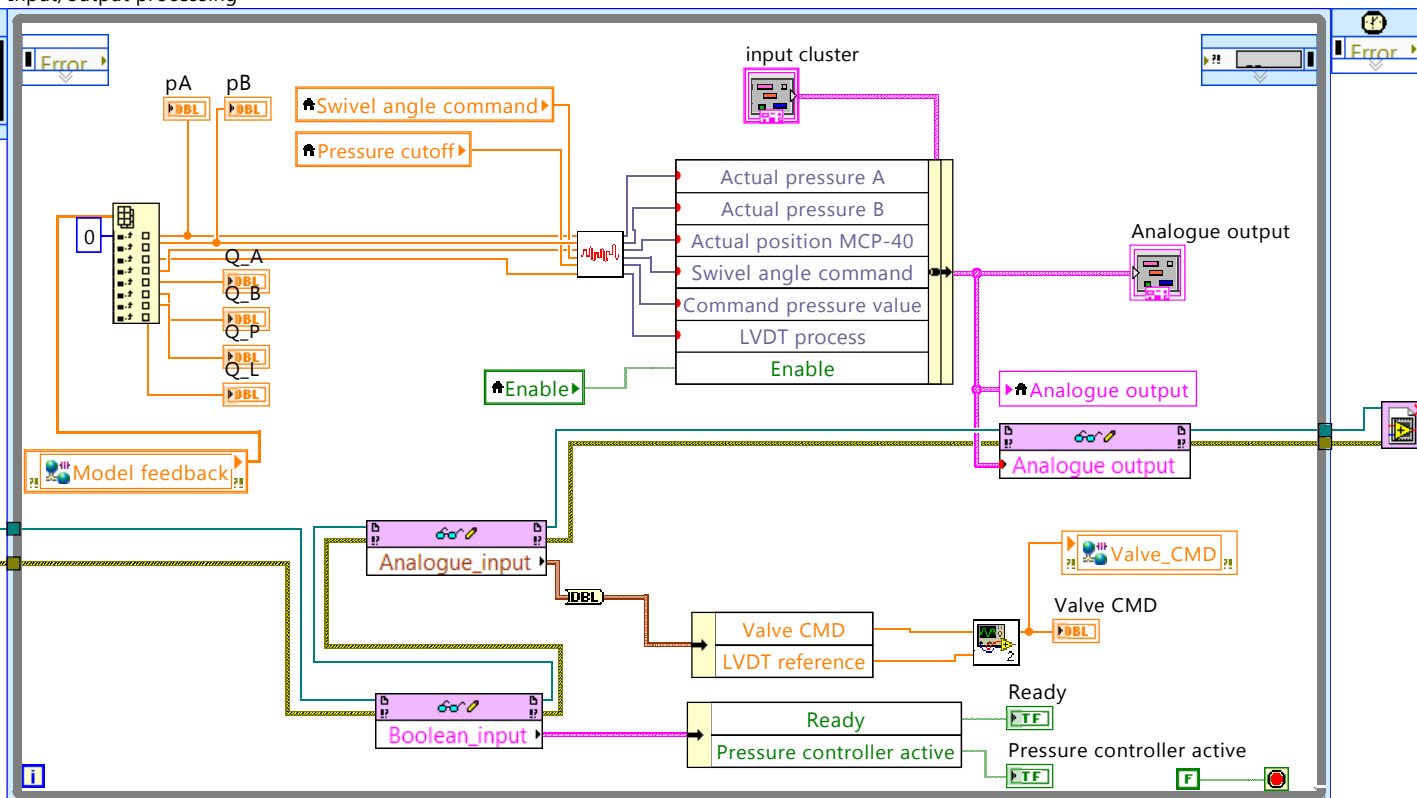 Input/output processing
Error
Error
input cluster
pA
pB
DBL
DBL
Swivel angle command
Pressure cutoff
Actual pressure A
Actual pressure B
Actual position MCP-40
Swivel angle command
Command pressure value
LVDT process
Enable
Analogue output
0
Q_A
DBL
Q_B
DBL
Q_P
DBL
Q_L
DBL
Enable
Analogue output
Analogue output
Model feedback
Analogue_input
DBL
Valve_CMD
Valve CMD
DBL
Valve CMD
LVDT reference
2
Boolean_input
Ready
Pressure controller active
Ready
TF
Pressure controller active
TF
i
F